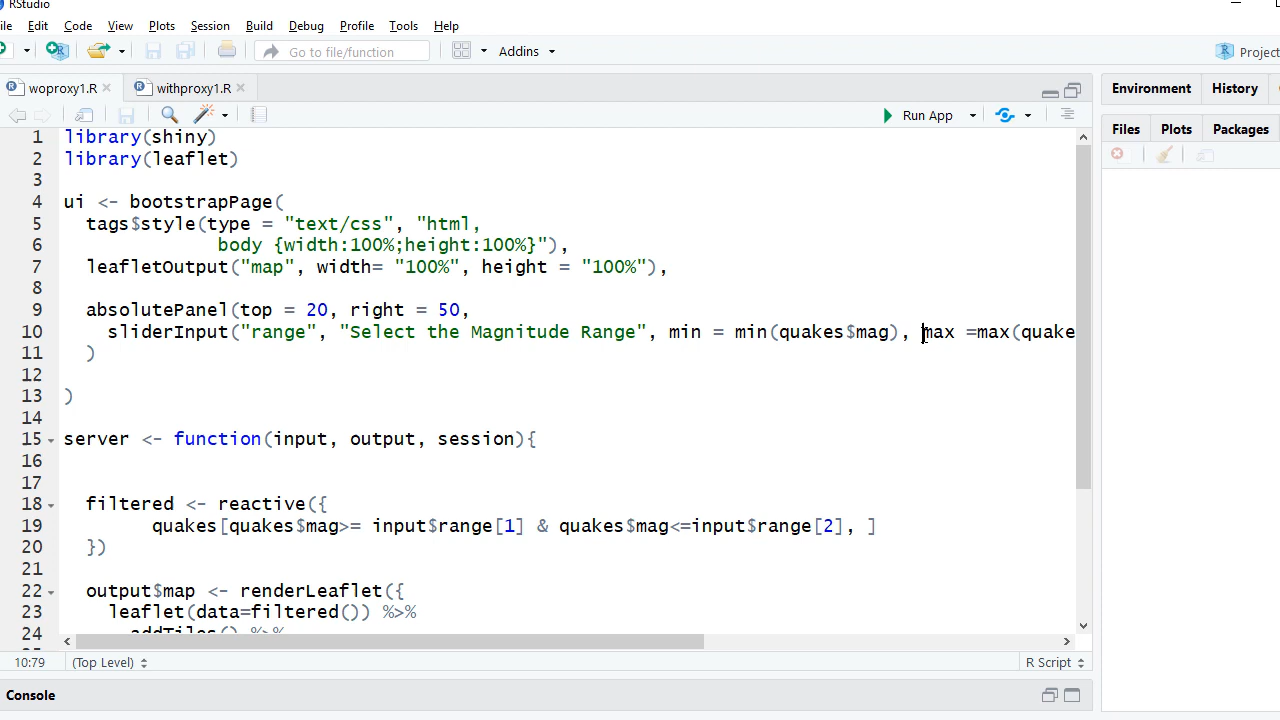 RStudio
ile Edit Code View Plots Session Build Debug Profile Tools Help
Go to file/function Addins Project
woproxy1.R withproxy1.R Environment History
Run App Files Plots Packages
1 library(shiny)
2 library(leaflet)
3
4 ui <- bootstrapPage(
5 tags$style(type = "text/css", "html,
6 body {width:100%;height:100%}"),
7 leafletOutput("map", width= "100%", height = "100%"),
8
9 absolutePanel(top = 20, right = 50,
10 sliderInput("range", "Select the Magnitude Range", min = min(quakes$mag), max =max(quake
11 )
12
13 )
14
15 server <- function(input, output, session){
16
17
18 filtered <- reactive({
19 quakes[quakes$mag>= input$range[1] & quakes$mag<=input$range[2], ]
20 })
21
22 output$map <- renderLeaflet({
23 leaflet(data=filtered()) %>%
24 addTiles() %>%
10:79 (Top Level) R Script
Console